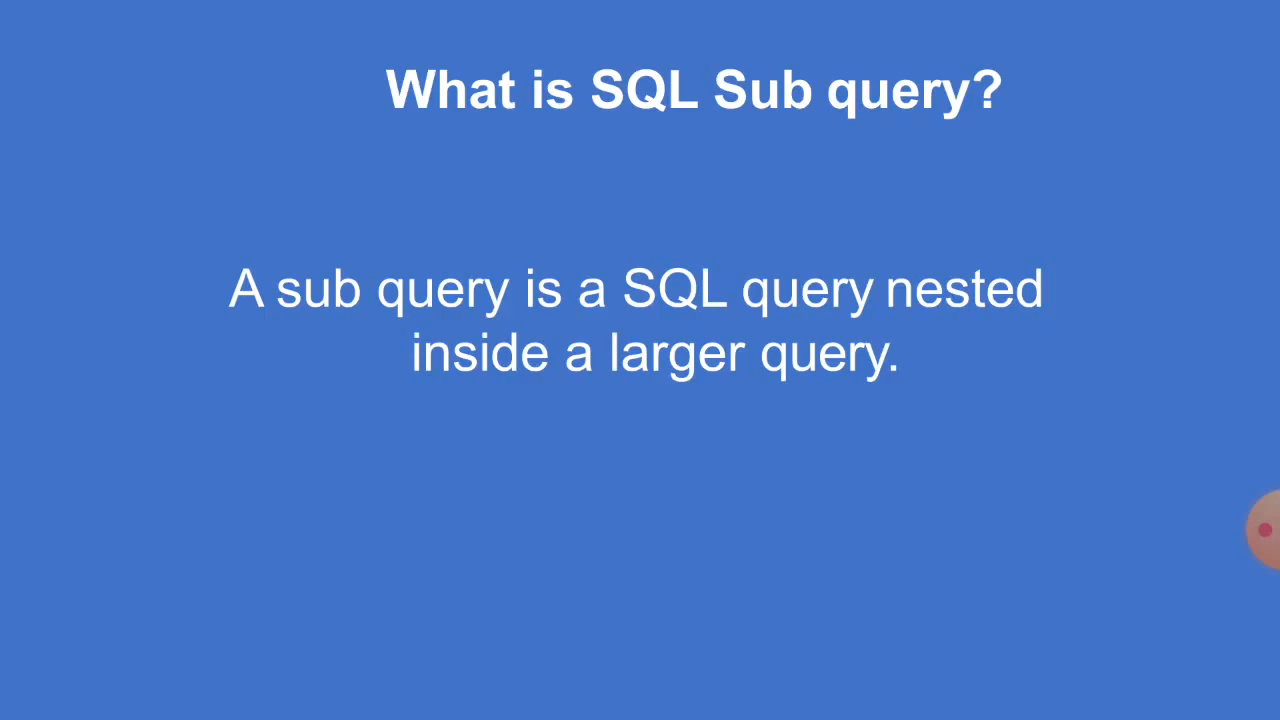 What is SQL Sub query?
A sub query is a SQL query nested
inside a larger query.